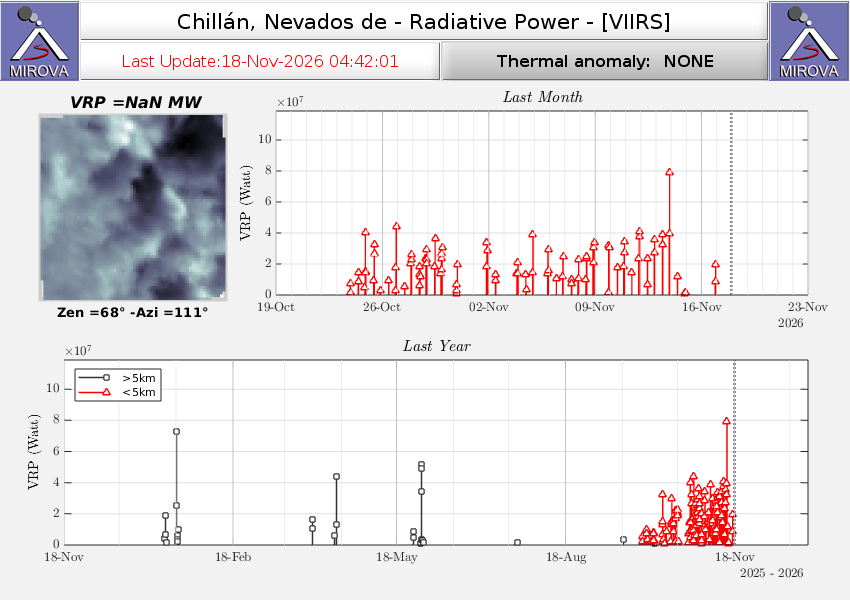 MIROVA
Chillán, Nevados de - Radiative Power - [VIIRS]
MIROVA
Last Update:18-Nov-2026 04:42:01
Thermal anomaly: NONE
VRP =NaN MW
Zen =68° -Azi =111°
Last Month
×10⁷
VRP (Watt)
10
8
6
4
2
0
19-Oct
26-Oct
02-Nov
09-Nov
16-Nov
23-Nov
2026
Last Year
×10⁷
VRP (Watt)
10
8
6
4
2
0
>5km
<5km
18-Nov
18-Feb
18-May
18-Aug
18-Nov
2025 - 2026